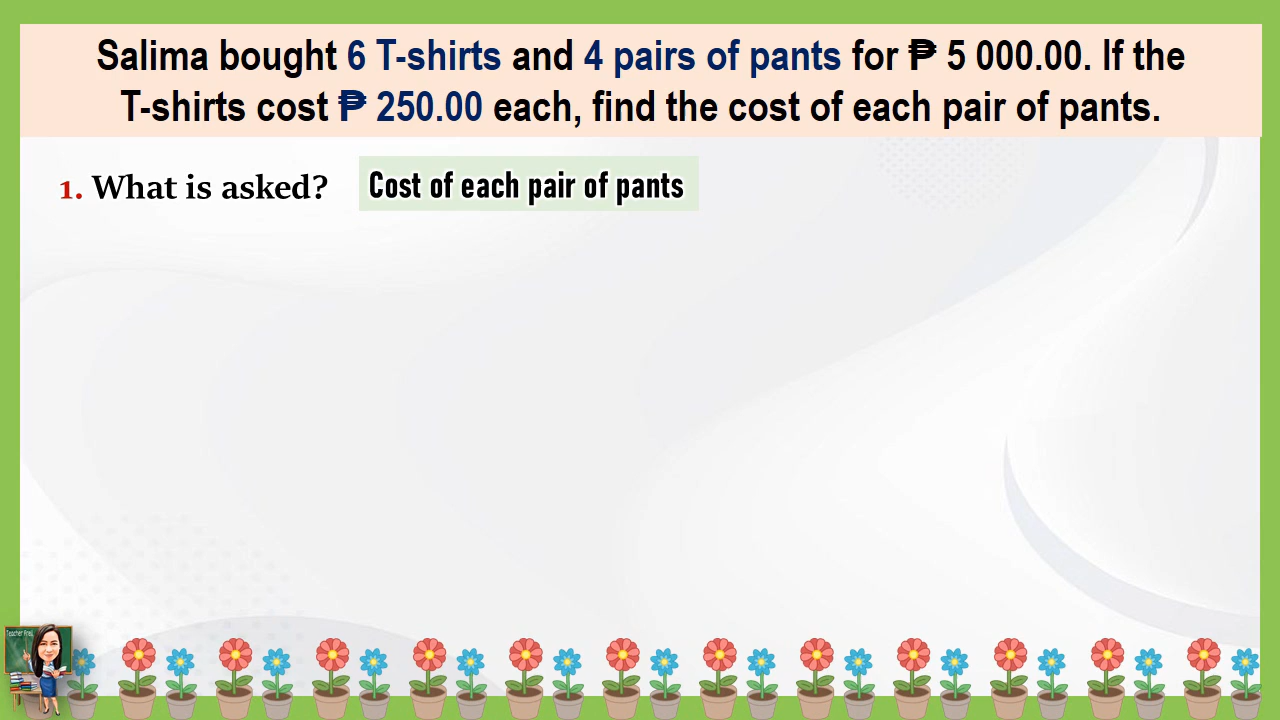 Salima bought 6 T-shirts and 4 pairs of pants for ₱ 5 000.00. If the
T-shirts cost ₱ 250.00 each, find the cost of each pair of pants.
1. What is asked? Cost of each pair of pants